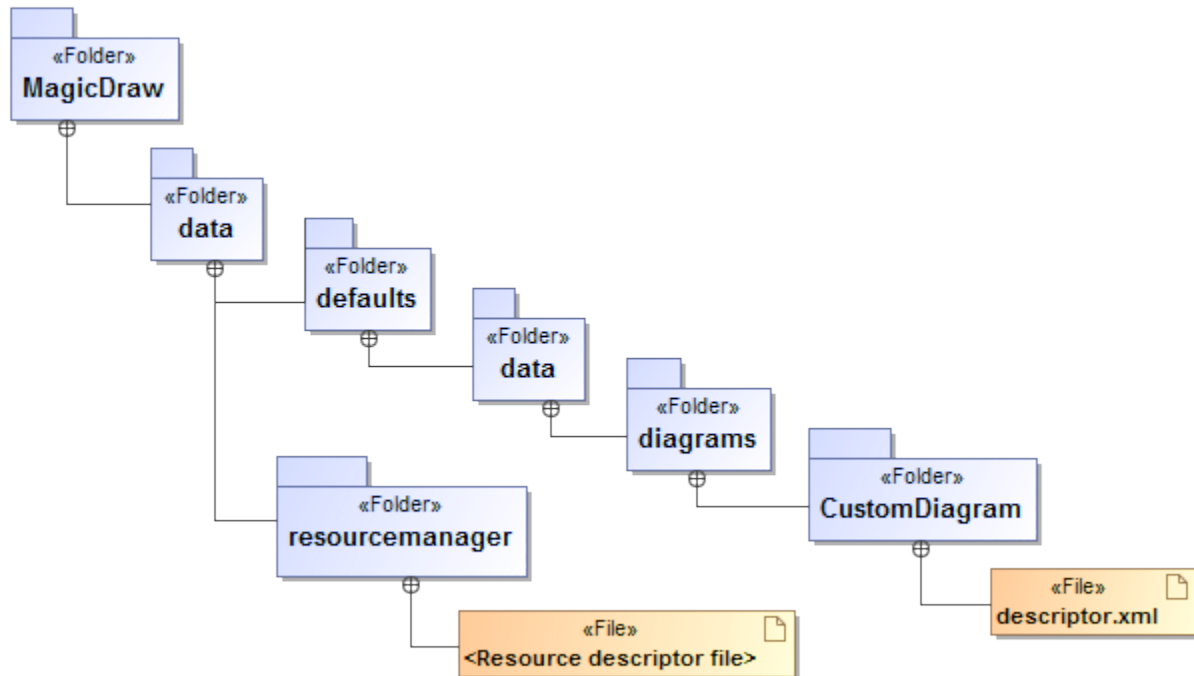 «Folder»
MagicDraw
«Folder»
data
«Folder»
defaults
«Folder»
data
«Folder»
diagrams
«Folder»
CustomDiagram
«File»
descriptor.xml
«Folder»
resourcemanager
«File»
<Resource descriptor file>